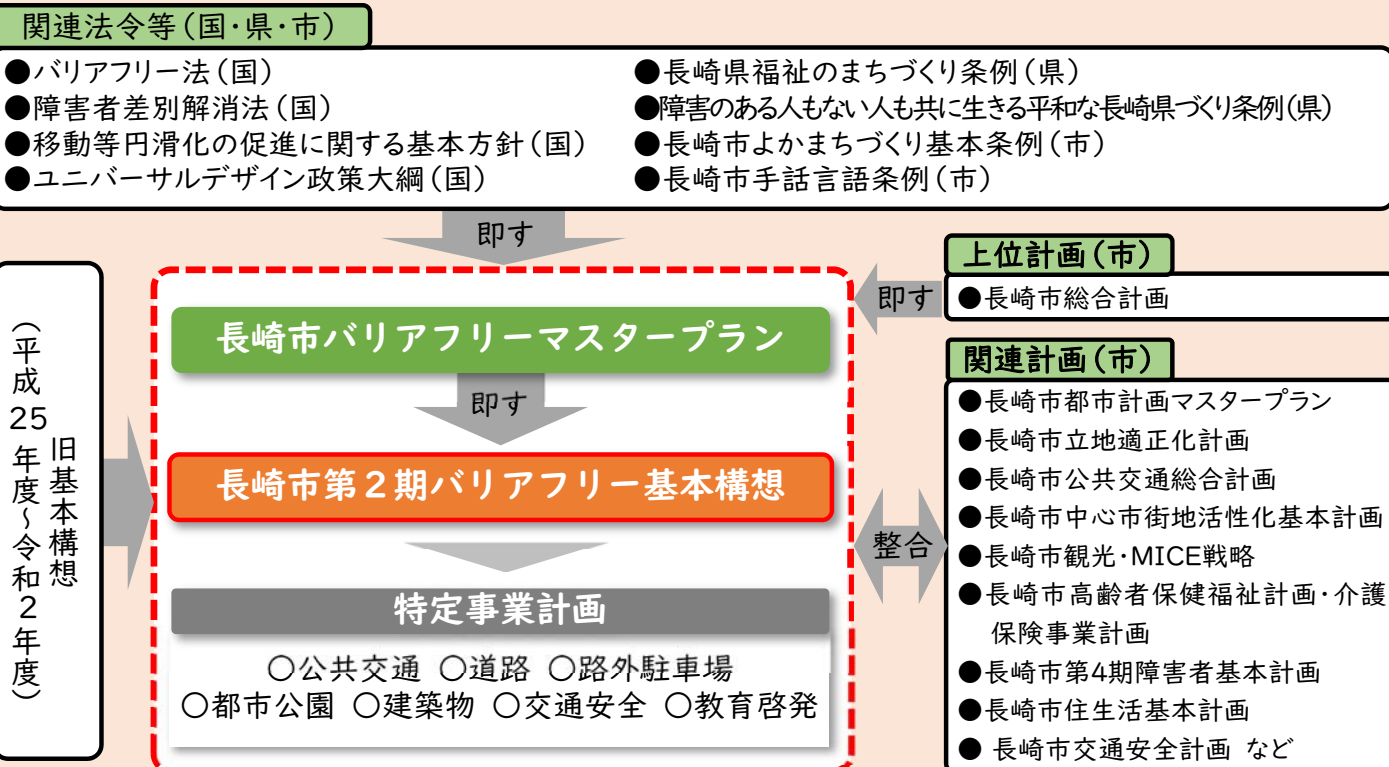 関連法令等(国・県・市)
●バリアフリー法(国)
●障害者差別解消法(国)
●移動等円滑化の促進に関する基本方針(国)
●ユニバーサルデザイン政策大綱(国)
●長崎県福祉のまちづくり条例(県)
●障害のある人もない人も共に生きる平和な長崎県づくり条例(県)
●長崎市よかまちづくり基本条例(市)
●長崎市手話言語条例(市)
即す
旧基本構想
(平成25年度~令和2年度)
長崎市バリアフリーマスタープラン
即す
長崎市第2期バリアフリー基本構想
特定事業計画
○公共交通 ○道路 ○路外駐車場
○都市公園 ○建築物 ○交通安全 ○教育啓発
即す
上位計画(市)
●長崎市総合計画
整合
関連計画(市)
●長崎市都市計画マスタープラン
●長崎市立地適正化計画
●長崎市公共交通総合計画
●長崎市中心市街地活性化基本計画
●長崎市観光・MICE戦略
●長崎市高齢者保健福祉計画・介護
保険事業計画
●長崎市第4期障害者基本計画
●長崎市住生活基本計画
● 長崎市交通安全計画 など